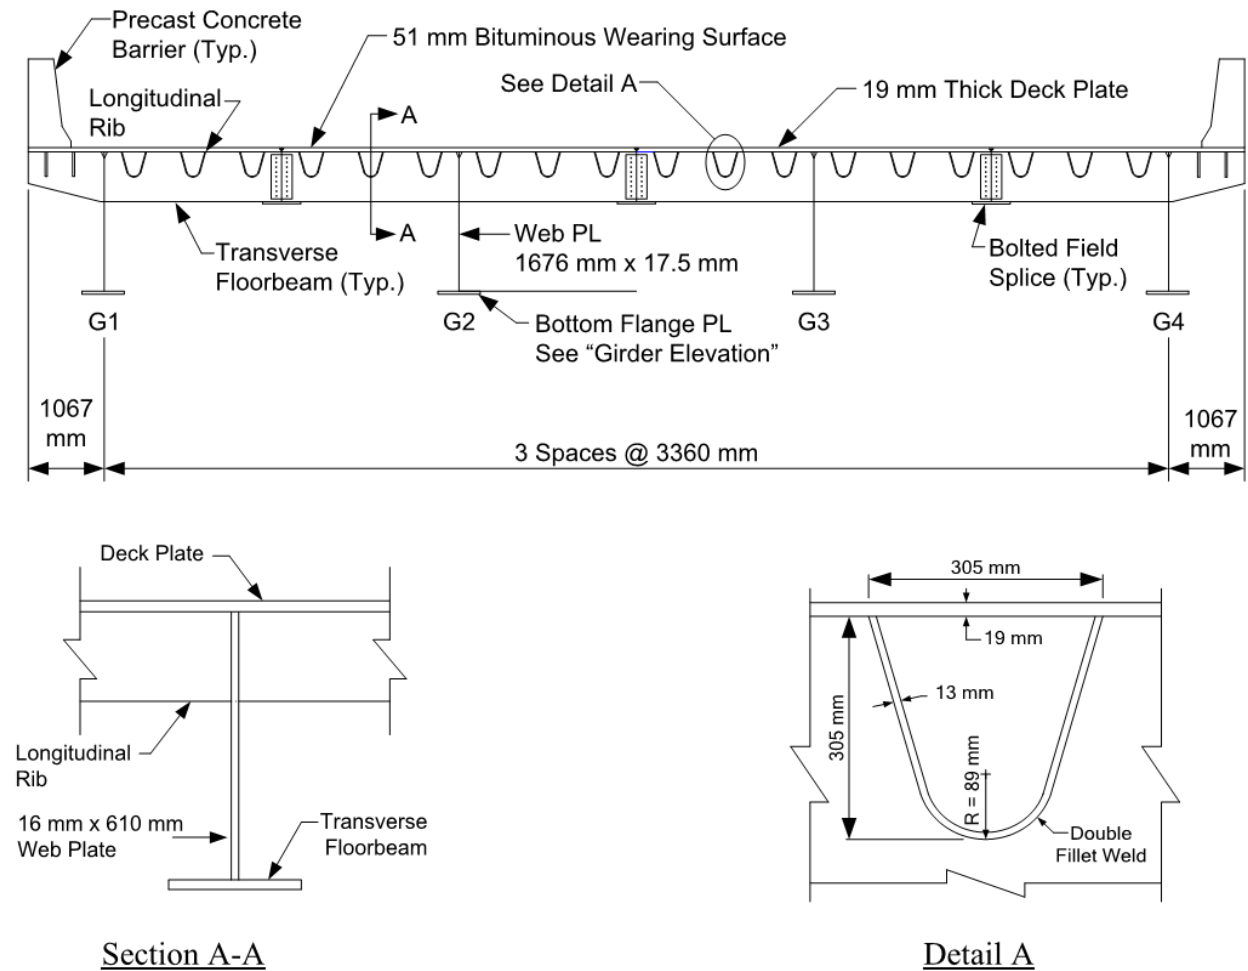 Precast Concrete
Barrier (Typ.)
51 mm Bituminous Wearing Surface
See Detail A
19 mm Thick Deck Plate
Longitudinal
Rib
A
A
Transverse
Floorbeam (Typ.)
Web PL
1676 mm x 17.5 mm
Bolted Field
Splice (Typ.)
G1
G2
G3
G4
Bottom Flange PL
See “Girder Elevation”
1067
mm
3 Spaces @ 3360 mm
1067
mm
Deck Plate
Longitudinal
Rib
16 mm x 610 mm
Web Plate
Transverse
Floorbeam
Section A-A
305 mm
19 mm
13 mm
305 mm
R = 89 mm
Double
Fillet Weld
Detail A